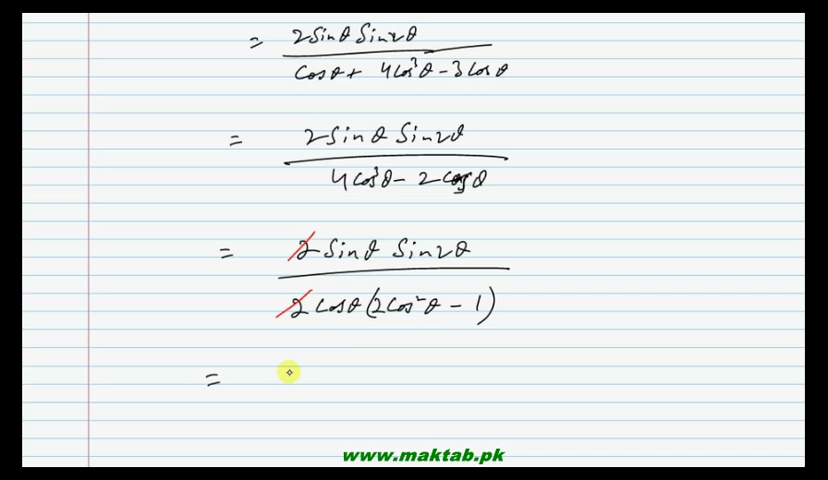 = 2Sinθ Sin2θ
Cosθ + 4Cos³θ - 3Cosθ
= 2Sinθ Sin2θ
4Cos³θ - 2Cosθ
= 2Sinθ Sin2θ
2Cosθ(2Cos²θ - 1)
=
www.maktab.pk